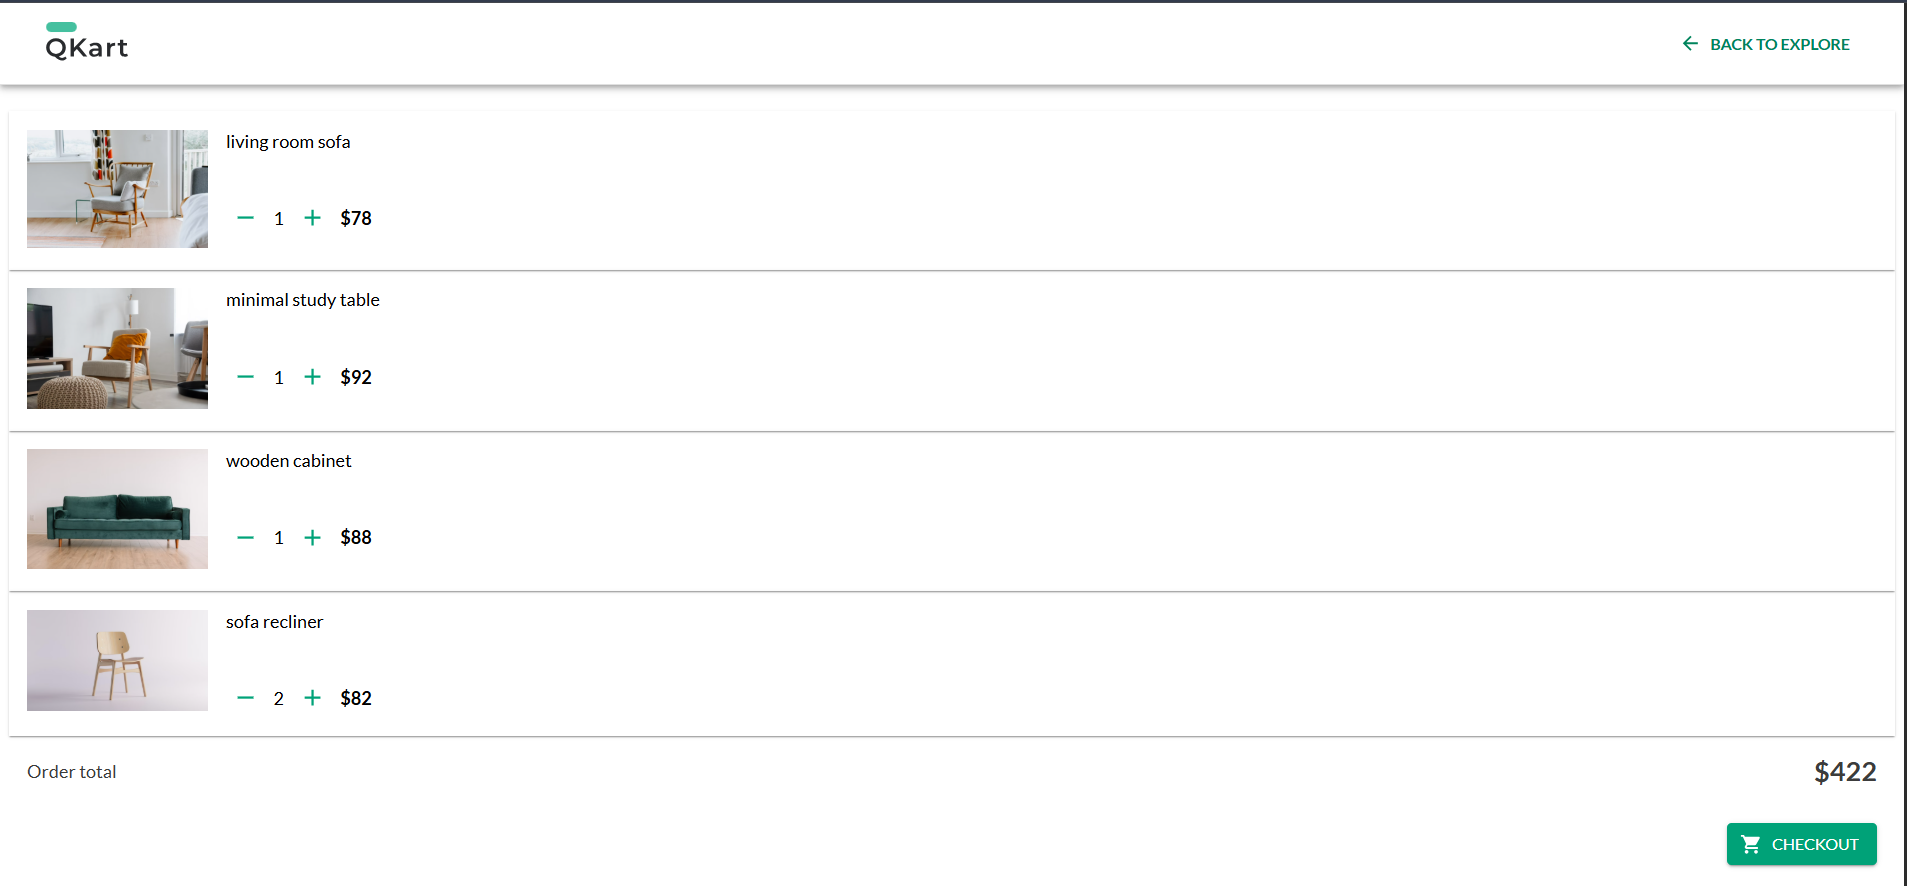 QKart
BACK TO EXPLORE
living room sofa
1 $78
minimal study table
1 $92
wooden cabinet
1 $88
sofa recliner
2 $82
Order total $422
CHECKOUT